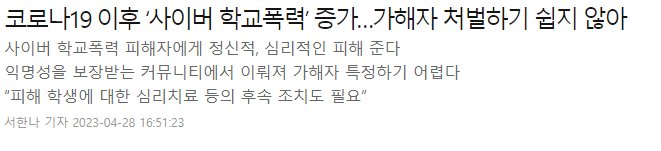 코로나19 이후 ‘사이버 학교폭력’ 증가…가해자 처벌하기 쉽지 않아
사이버 학교폭력 피해자에게 정신적, 심리적인 피해 준다
익명성을 보장받는 커뮤니티에서 이뤄져 가해자 특정하기 어렵다
“피해 학생에 대한 심리치료 등의 후속 조치도 필요”
서한나 기자 2023-04-28 16:51:23